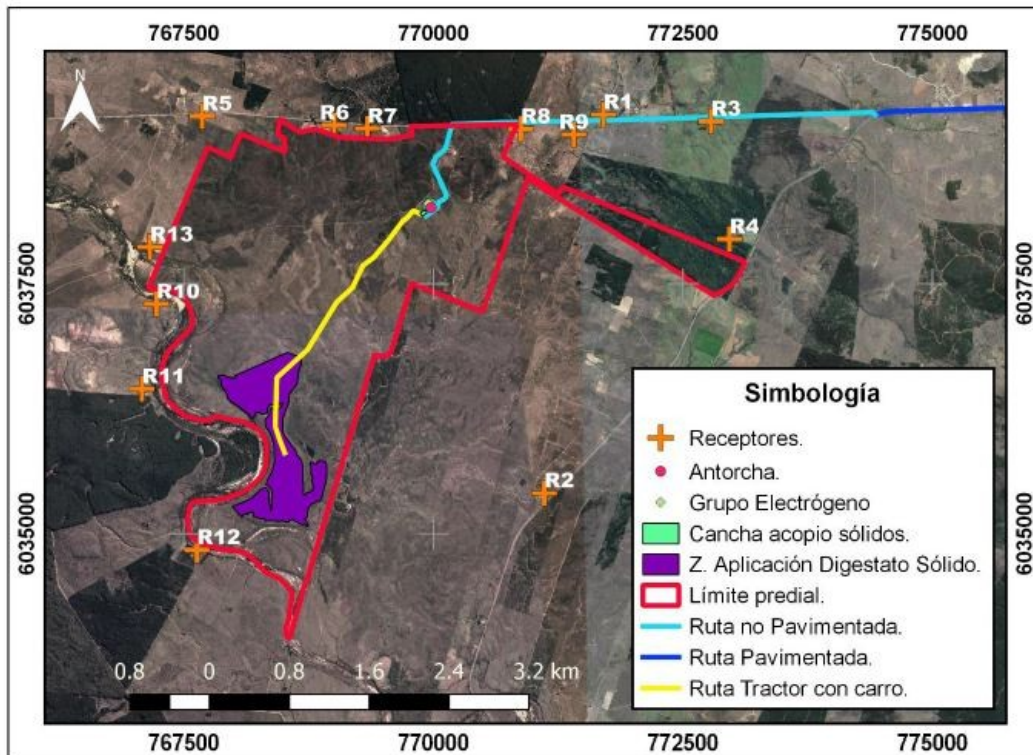 767500 770000 772500 775000
N
R5 R6 R7 R8 R1 R3
R9
R13 R4
6037500 6037500
R10
R11
Simbología
Receptores.
Antorcha.
R2 Grupo Electrógeno
Cancha acopio sólidos.
6035000 6035000
R12 Z. Aplicación Digestato Sólido.
Límite predial.
Ruta no Pavimentada.
Ruta Pavimentada.
Ruta Tractor con carro.
0.8 0 0.8 1.6 2.4 3.2 km
767500 770000 772500 775000